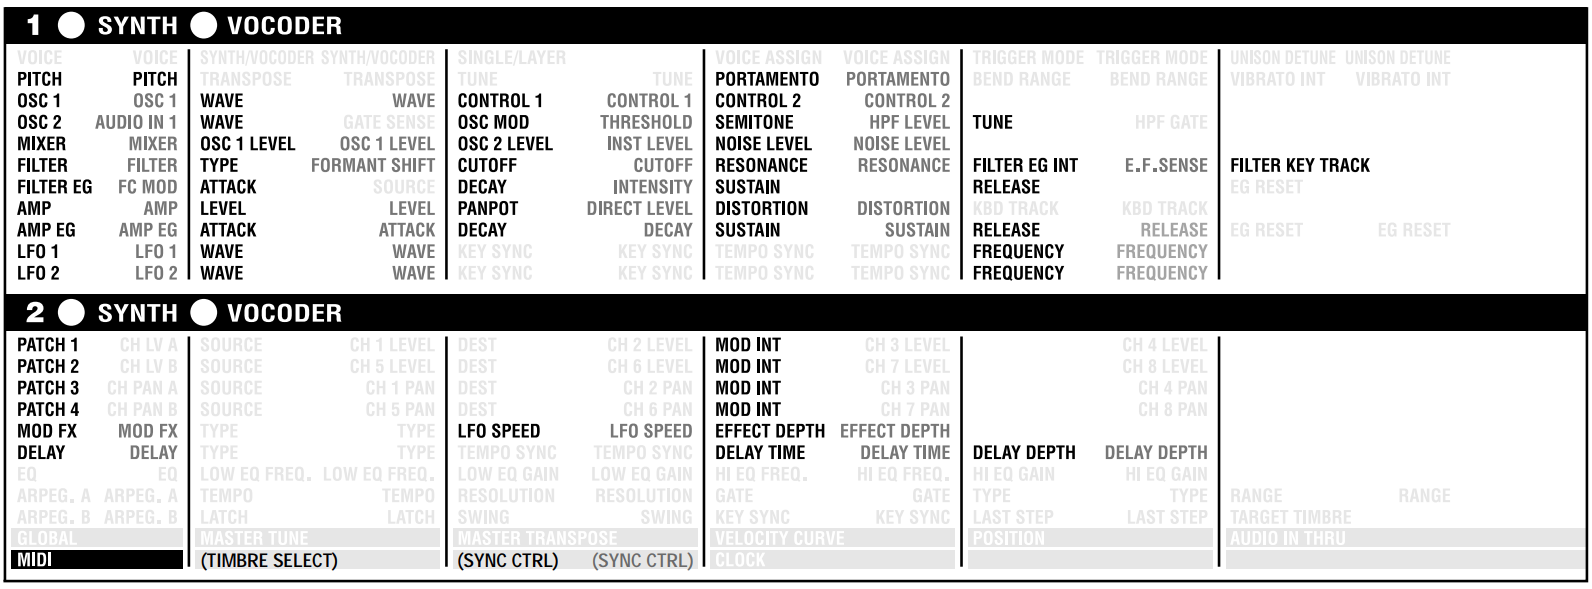 1 SYNTH VOCODER
VOICE VOICE SYNTH/VOCODER SYNTH/VOCODER SINGLE/LAYER VOICE ASSIGN VOICE ASSIGN TRIGGER MODE TRIGGER MODE UNISON DETUNE UNISON DETUNE
PITCH PITCH TRANSPOSE TRANSPOSE TUNE TUNE PORTAMENTO PORTAMENTO BEND RANGE BEND RANGE VIBRATO INT VIBRATO INT
OSC 1 OSC 1 WAVE WAVE CONTROL 1 CONTROL 1 CONTROL 2 CONTROL 2
OSC 2 AUDIO IN 1 WAVE GATE SENSE OSC MOD THRESHOLD SEMITONE HPF LEVEL TUNE HPF GATE
MIXER MIXER OSC 1 LEVEL OSC 1 LEVEL OSC 2 LEVEL INST LEVEL NOISE LEVEL NOISE LEVEL
FILTER FILTER TYPE FORMANT SHIFT CUTOFF CUTOFF RESONANCE RESONANCE FILTER EG INT E.F.SENSE FILTER KEY TRACK
FILTER EG FC MOD ATTACK SOURCE DECAY INTENSITY SUSTAIN RELEASE EG RESET
AMP AMP LEVEL LEVEL PANPOT DIRECT LEVEL DISTORTION DISTORTION KBD TRACK KBD TRACK
AMP EG AMP EG ATTACK ATTACK DECAY DECAY SUSTAIN SUSTAIN RELEASE RELEASE EG RESET EG RESET
LFO 1 LFO 1 WAVE WAVE KEY SYNC KEY SYNC TEMPO SYNC TEMPO SYNC FREQUENCY FREQUENCY
LFO 2 LFO 2 WAVE WAVE KEY SYNC KEY SYNC TEMPO SYNC TEMPO SYNC FREQUENCY FREQUENCY
2 SYNTH VOCODER
PATCH 1 CH LV A SOURCE CH 1 LEVEL DEST CH 2 LEVEL MOD INT CH 3 LEVEL CH 4 LEVEL
PATCH 2 CH LV B SOURCE CH 5 LEVEL DEST CH 6 LEVEL MOD INT CH 7 LEVEL CH 8 LEVEL
PATCH 3 CH PAN A SOURCE CH 1 PAN DEST CH 2 PAN MOD INT CH 3 PAN CH 4 PAN
PATCH 4 CH PAN B SOURCE CH 5 PAN DEST CH 6 PAN MOD INT CH 7 PAN CH 8 PAN
MOD FX MOD FX TYPE TYPE LFO SPEED LFO SPEED EFFECT DEPTH EFFECT DEPTH
DELAY DELAY TYPE TYPE TEMPO SYNC TEMPO SYNC DELAY TIME DELAY TIME DELAY DEPTH DELAY DEPTH
EQ EQ LOW EQ FREQ. LOW EQ FREQ. LOW EQ GAIN LOW EQ GAIN HI EQ FREQ. HI EQ FREQ. HI EQ GAIN HI EQ GAIN
ARPEG. A ARPEG. A TEMPO TEMPO RESOLUTION RESOLUTION GATE GATE TYPE TYPE RANGE RANGE
ARPEG. B ARPEG. B LATCH LATCH SWING SWING KEY SYNC KEY SYNC LAST STEP LAST STEP TARGET TIMBRE
GLOBAL MASTER TUNE MASTER TRANSPOSE VELOCITY CURVE POSITION AUDIO IN THRU
MIDI (TIMBRE SELECT) (SYNC CTRL) (SYNC CTRL) CLOCK